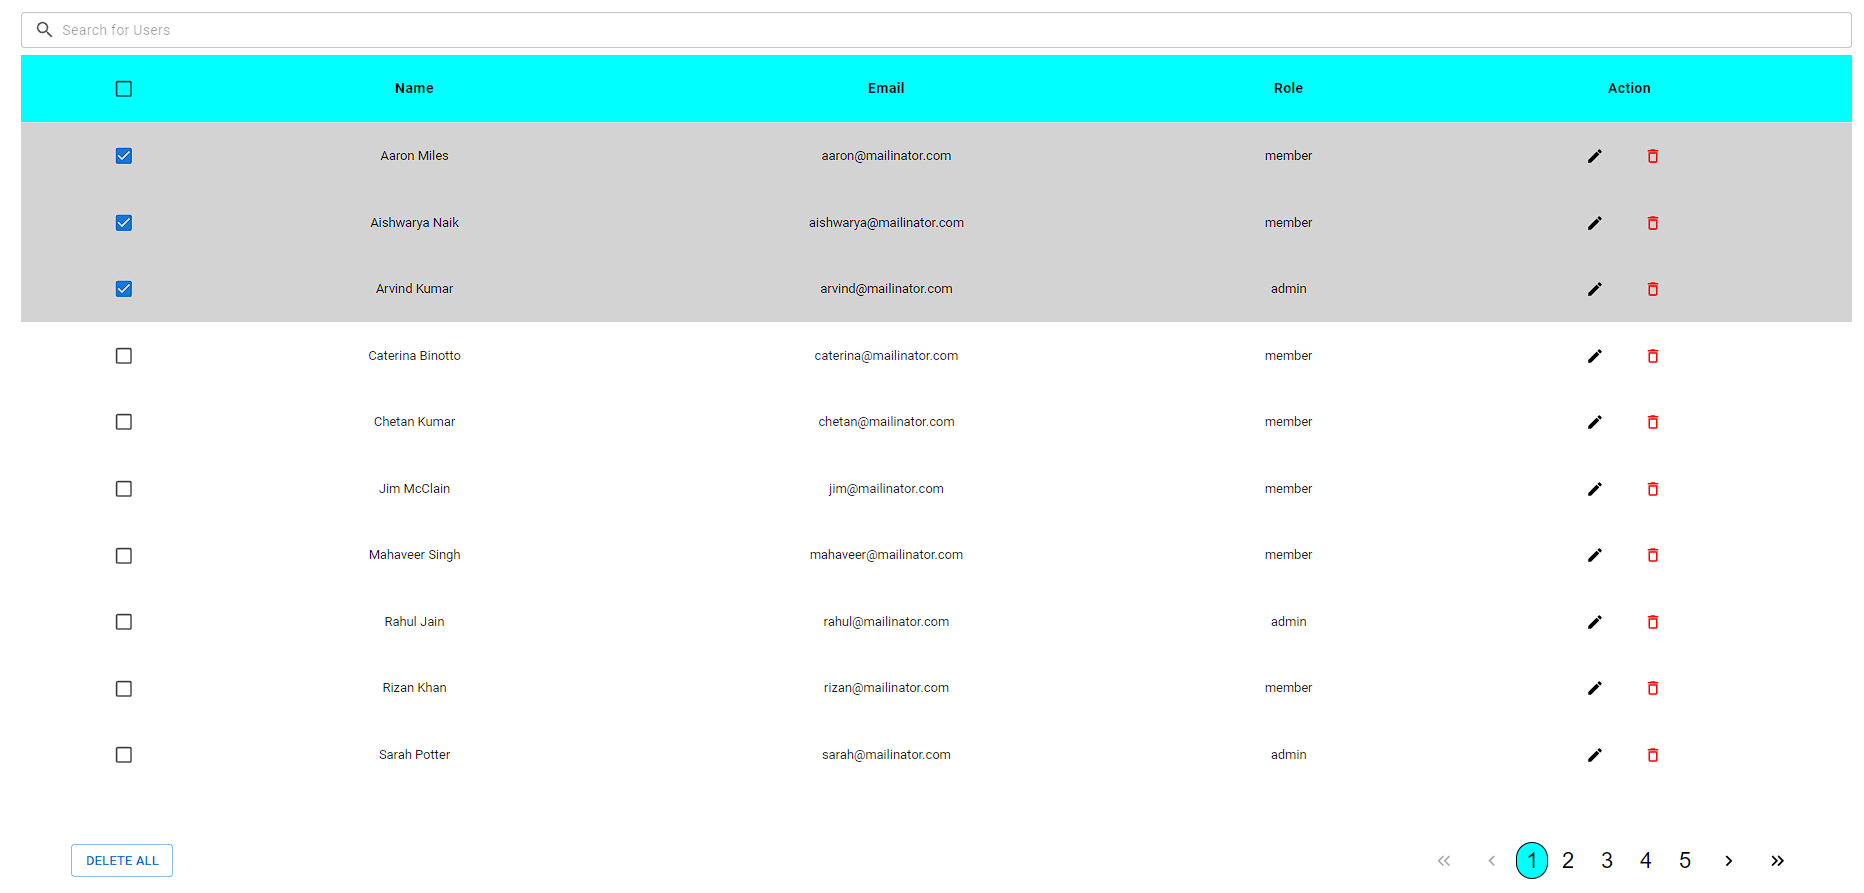 Search for Users
Name Email Role Action
Aaron Miles aaron@mailinator.com member
Aishwarya Naik aishwarya@mailinator.com member
Arvind Kumar arvind@mailinator.com admin
Caterina Binotto caterina@mailinator.com member
Chetan Kumar chetan@mailinator.com member
Jim McClain jim@mailinator.com member
Mahaveer Singh mahaveer@mailinator.com member
Rahul Jain rahul@mailinator.com admin
Rizan Khan rizan@mailinator.com member
Sarah Potter sarah@mailinator.com admin
DELETE ALL « ‹ 1 2 3 4 5 › »